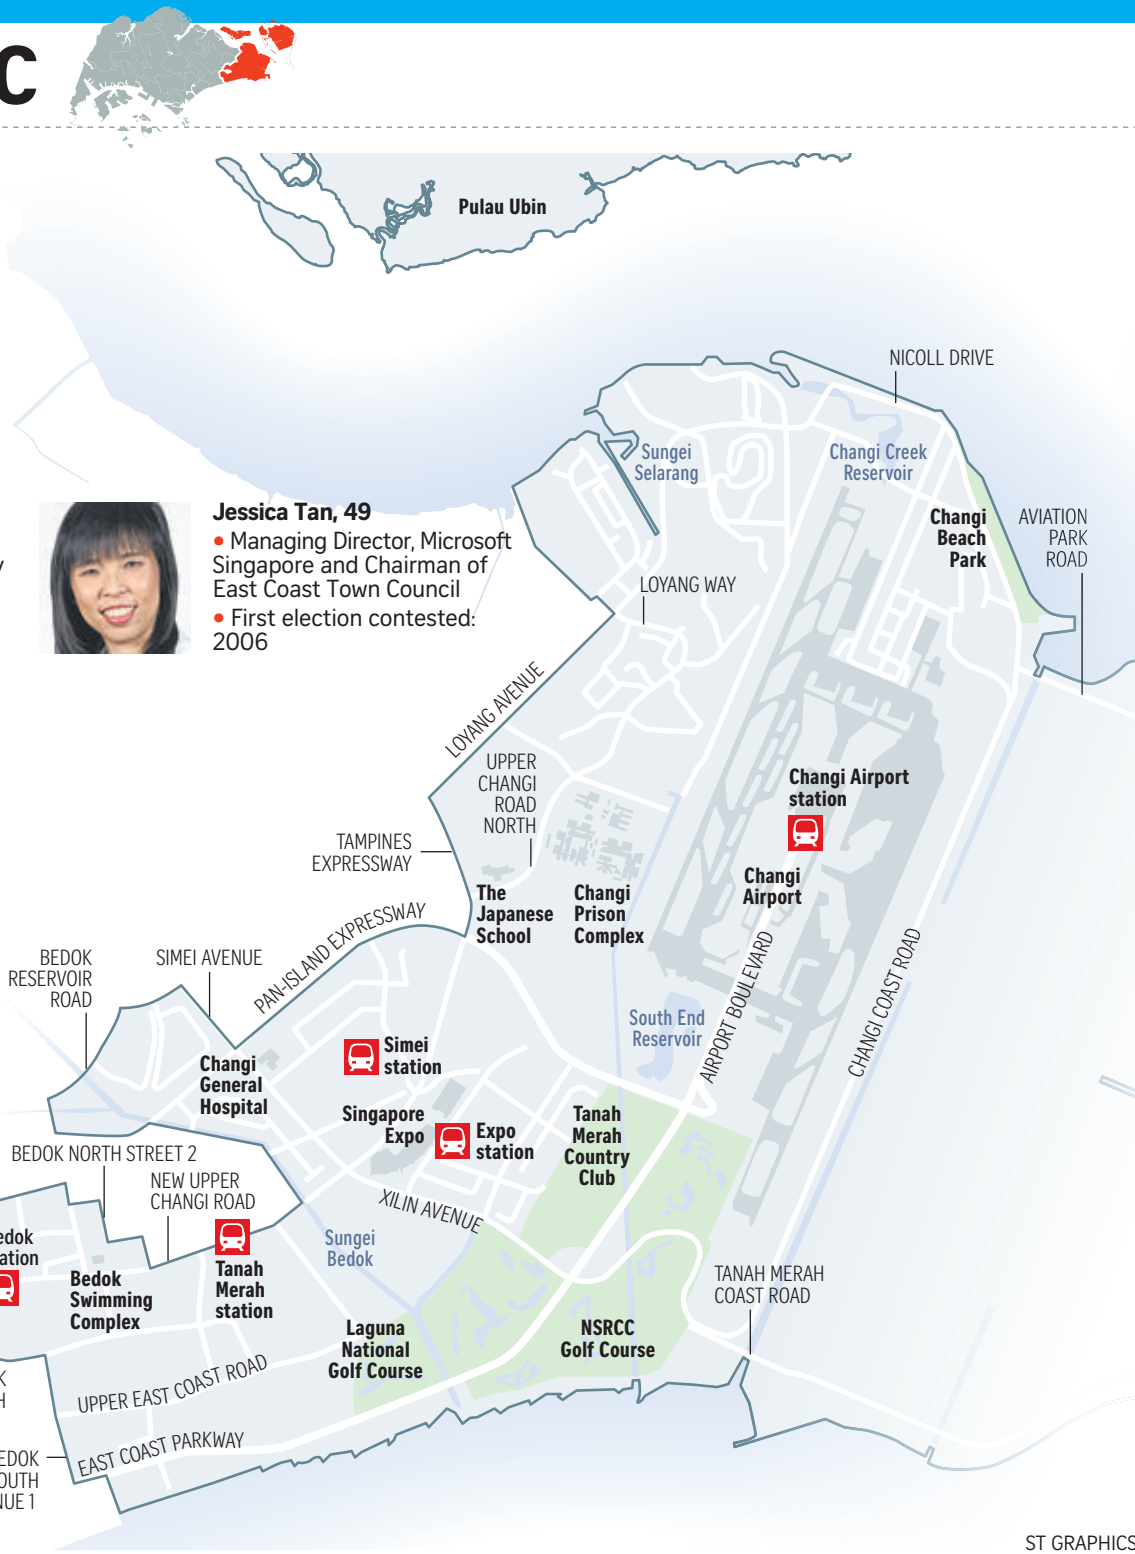 C
Pulau Ubin
NICOLL DRIVE
Sungei
Selarang
Changi Creek
Reservoir
Jessica Tan, 49
• Managing Director, Microsoft
Singapore and Chairman of
East Coast Town Council
• First election contested:
2006
Changi
Beach
Park
AVIATION
PARK
ROAD
LOYANG WAY
LOYANG AVENUE
UPPER
CHANGI
ROAD
NORTH
Changi Airport
station
TAMPINES
EXPRESSWAY
Changi
Airport
The
Japanese
School
Changi
Prison
Complex
PAN-ISLAND EXPRESSWAY
BEDOK
RESERVOIR
ROAD
SIMEI AVENUE
AIRPORT BOULEVARD
CHANGI COAST ROAD
South End
Reservoir
Simei
station
Changi
General
Hospital
Singapore
Expo
Expo
station
Tanah
Merah
Country
Club
BEDOK NORTH STREET 2
NEW UPPER
CHANGI ROAD
XILIN AVENUE
Sungei
Bedok
edok
ation
Bedok
Swimming
Complex
Tanah
Merah
station
TANAH MERAH
COAST ROAD
Laguna
National
Golf Course
NSRCC
Golf Course
K
H
UPPER EAST COAST ROAD
EAST COAST PARKWAY
EDOK
OUTH
NUE 1
ST GRAPHICS